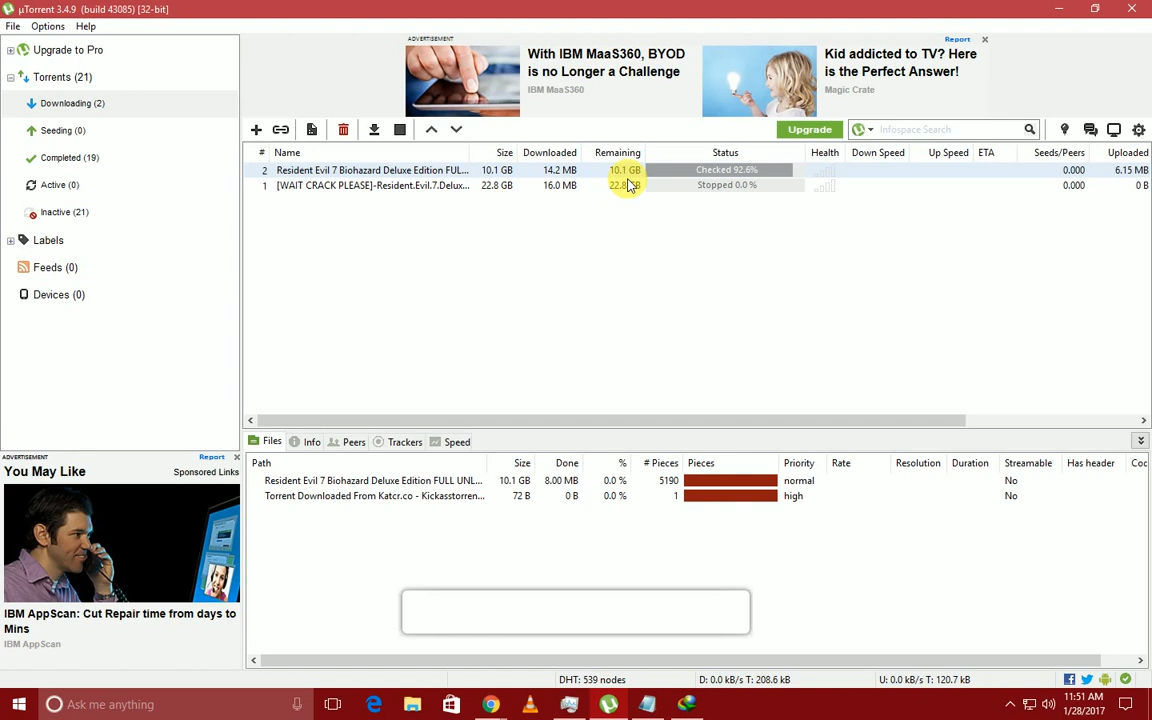 µTorrent 3.4.9 (build 43085) [32-bit]
File Options Help
Upgrade to Pro
Torrents (21)
Downloading (2)
Seeding (0)
Completed (19)
Active (0)
Inactive (21)
Labels
Feeds (0)
Devices (0)
ADVERTISEMENT
Report
With IBM MaaS360, BYOD
is no Longer a Challenge
IBM MaaS360
Kid addicted to TV? Here
is the Perfect Answer!
Magic Crate
Upgrade
Infospace Search
# Name Size Downloaded Remaining Status Health Down Speed Up Speed ETA Seeds/Peers Uploaded
2 Resident Evil 7 Biohazard Deluxe Edition FUL... 10.1 GB 14.2 MB 10.1 GB Checked 92.6% 0.000 6.15 MB
1 [WAIT CRACK PLEASE]-Resident.Evil.7.Delux... 22.8 GB 16.0 MB 22.8 GB Stopped 0.0 % 0.000 0 B
Files Info Peers Trackers Speed
Path Size Done % # Pieces Pieces Priority Rate Resolution Duration Streamable Has header Coc
Resident Evil 7 Biohazard Deluxe Edition FULL UNL... 10.1 GB 8.00 MB 0.0 % 5190 normal No
Torrent Downloaded From Katcr.co - Kickasstorren... 72 B 0 B 0.0 % 1 high No
ADVERTISEMENT
Report
You May Like
Sponsored Links
IBM AppScan: Cut Repair time from days to
Mins
IBM AppScan
DHT: 539 nodes
D: 0.0 kB/s T: 208.6 kB
U: 0.0 kB/s T: 120.7 kB
Ask me anything
11:51 AM
1/28/2017